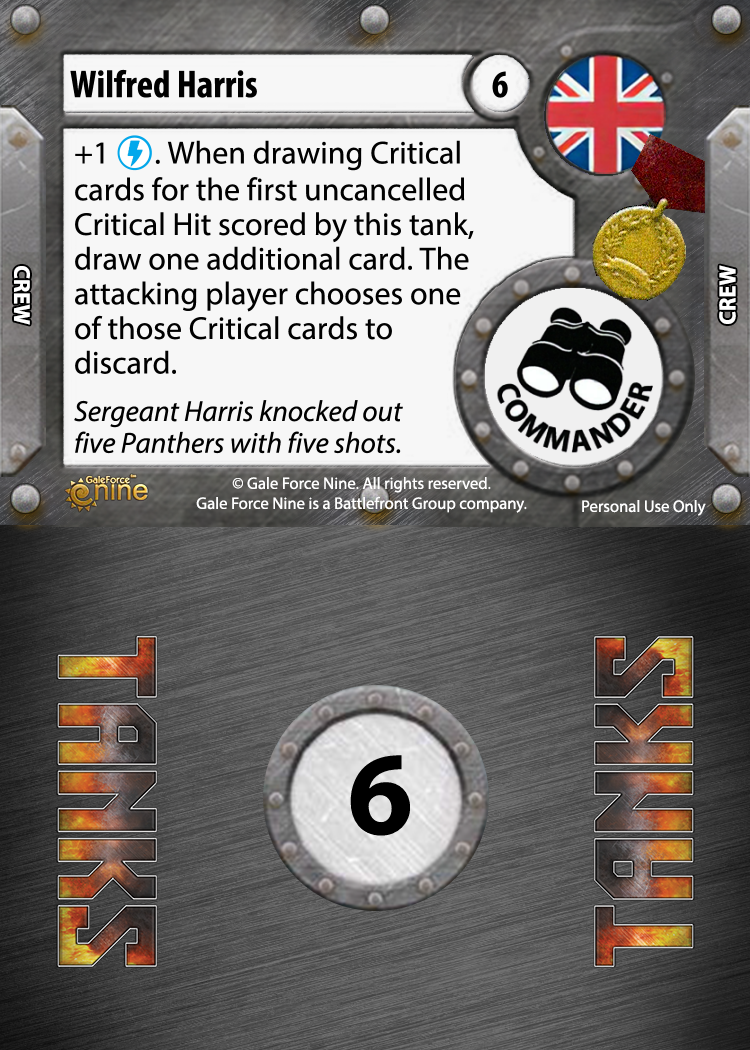 Wilfred Harris
6
+1 . When drawing Critical
cards for the first uncancelled
Critical Hit scored by this tank,
draw one additional card. The
attacking player chooses one
of those Critical cards to
discard.
Sergeant Harris knocked out
five Panthers with five shots.
COMMANDER
CREW
CREW
GaleForce™
nine
© Gale Force Nine. All rights reserved.
Gale Force Nine is a Battlefront Group company.
Personal Use Only
TANKS
6
TANKS